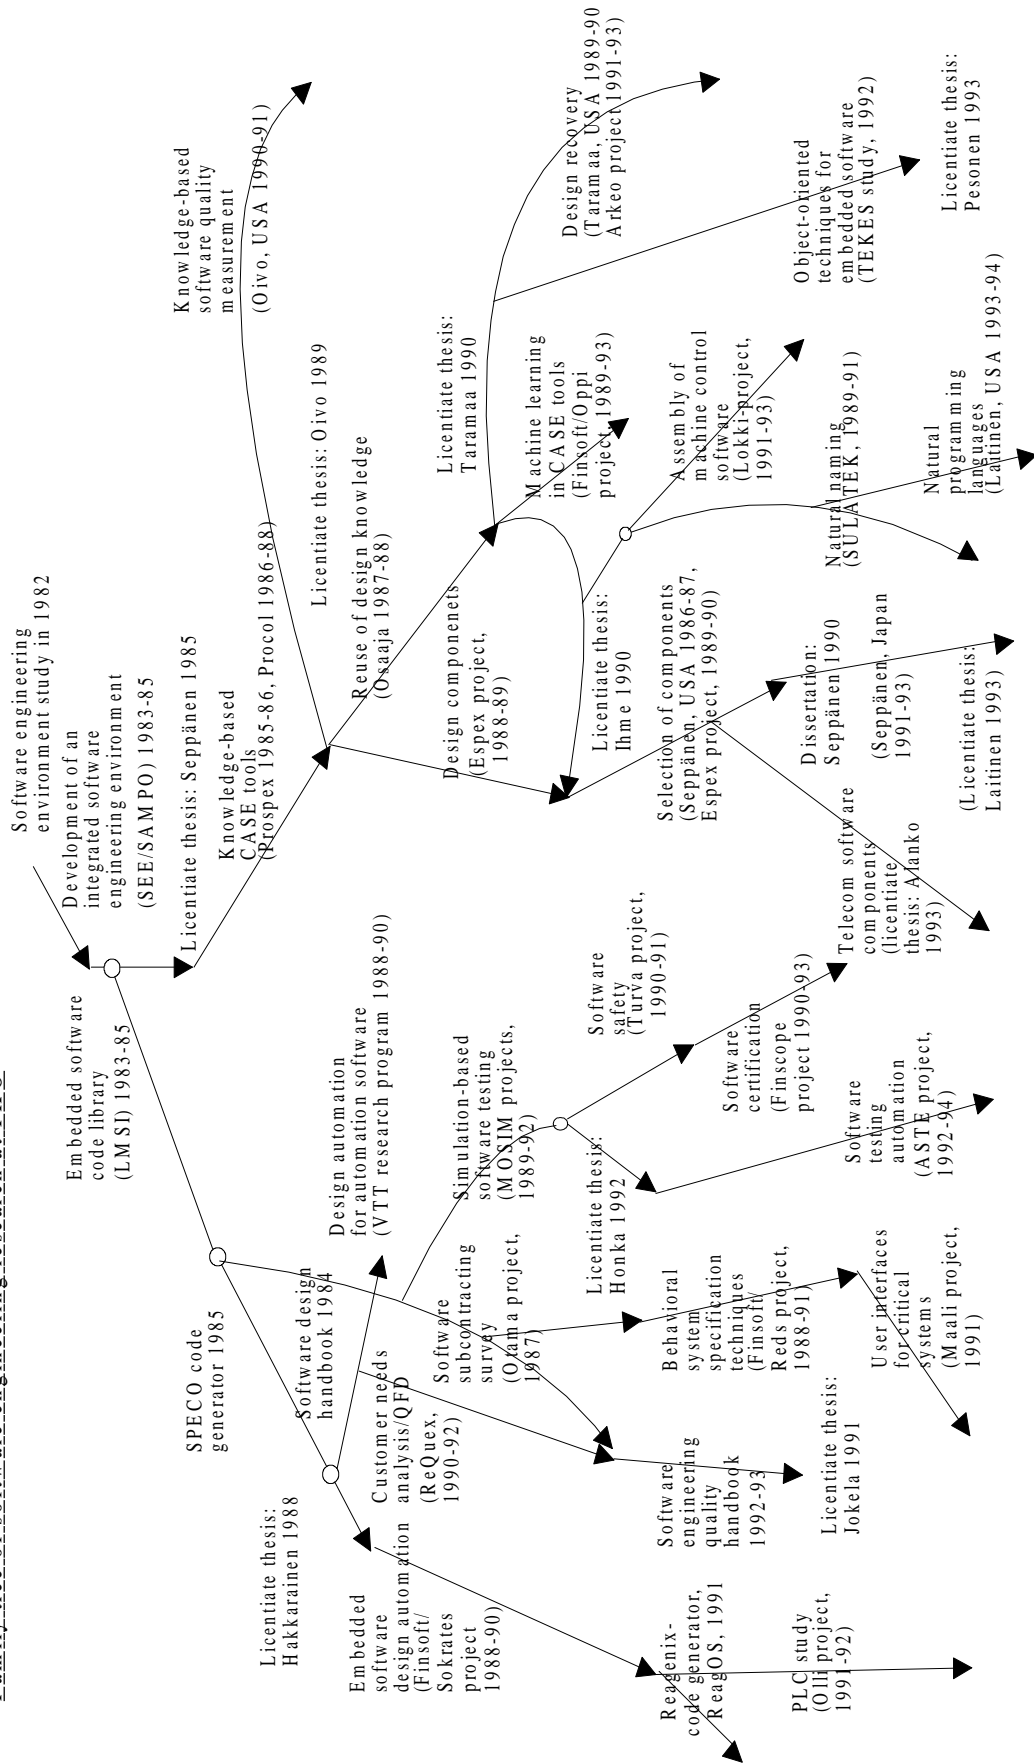 Software engineering
environment study in 1982
Development of an
integrated software
engineering environment
(SEE/SAMPO) 1983-85
Embedded software
code library
(LMSI) 1983-85
Licentiate thesis: Seppänen 1985
Knowledge-based
CASE tools
(Prospex 1985-86, Procol 1986-88)
Knowledge-based
software quality
measurement
(Oivo, USA 1990-91)
SPECO code
generator 1985
Licentiate thesis:
Hakkarainen 1988
Software design
handbook 1984
Design automation
for automation software
(VTT research program 1988-90)
Licentiate thesis: Oivo 1989
Reuse of design knowledge
(Osaaja 1987-88)
Embedded
software
design automation
(Finsoft/
Sokrates
project
1988-90)
Customer needs
analysis/QFD
(ReQuex,
1990-92)
Software
subcontracting
survey
(Oxama project,
1987)
Simulation-based
software testing
(MOSIM projects,
1989-92)
Design componenets
(Espex project,
1988-89)
Licentiate thesis:
Taramaa 1990
Machine learning
in CASE tools
(Finsoft/Oppi
project, 1989-93)
Design recovery
(Taramaa, USA 1989-90
Arkeo project 1991-93)
Licentiate thesis:
Honka 1992
Software
safety
(Turva project,
1990-91)
Licentiate thesis:
Ihme 1990
Reagenix-
code generator,
ReagOS, 1991
Software
engineering
quality
handbook
1992-93
Behavioral
system
specification
techniques
(Finsoft/
Reds project,
1988-91)
Software
certification
(Finscope
project 1990-93)
Selection of components
(Seppänen, USA 1986-87,
Espex project, 1989-90)
Assembly of
machine control
software
(Lokki-project,
1991-93)
Object-oriented
techniques for
embedded software
(TEKES study, 1992)
PLC study
(Olli project,
1991-92)
Licentiate thesis:
Jokela 1991
User interfaces
for critical
systems
(Maali project,
1991)
Software
testing
automation
(ASTE project,
1992-94)
Telecom software
components
(licentiate
thesis: Alanko
1993)
Dissertation:
Seppänen 1990
(Seppänen, Japan
1991-93)
Natural naming
(SULATEK, 1989-91)
Natural
programming
languages
(Laitinen, USA 1993-94)
Licentiate thesis:
Pesonen 1993
(Licentiate thesis:
Laitinen 1993)